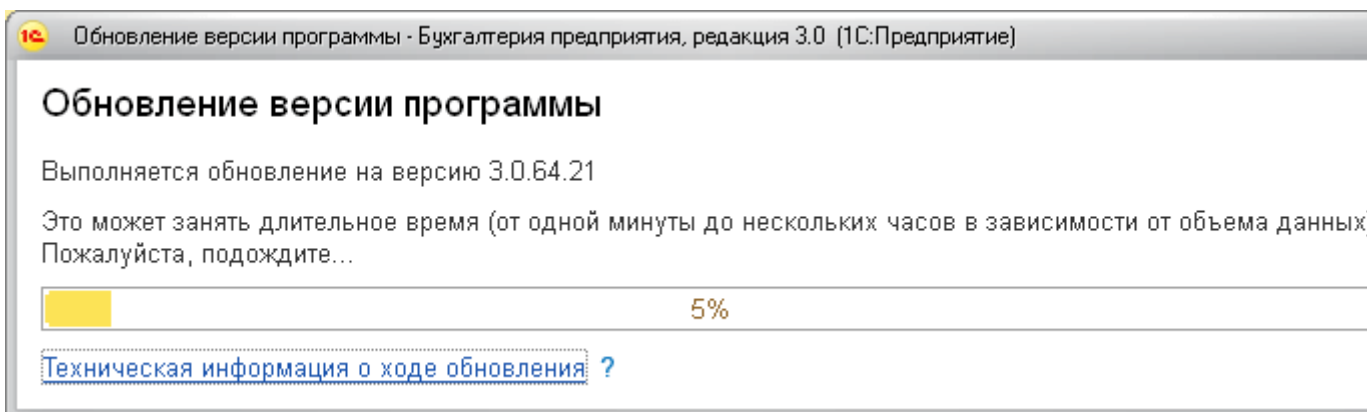 1С Обновление версии программы - Бухгалтерия предприятия, редакция 3.0 (1С:Предприятие)
Обновление версии программы
Выполняется обновление на версию 3.0.64.21
Это может занять длительное время (от одной минуты до нескольких часов в зависимости от объема данных)
Пожалуйста, подождите...
5%
Техническая информация о ходе обновления ?